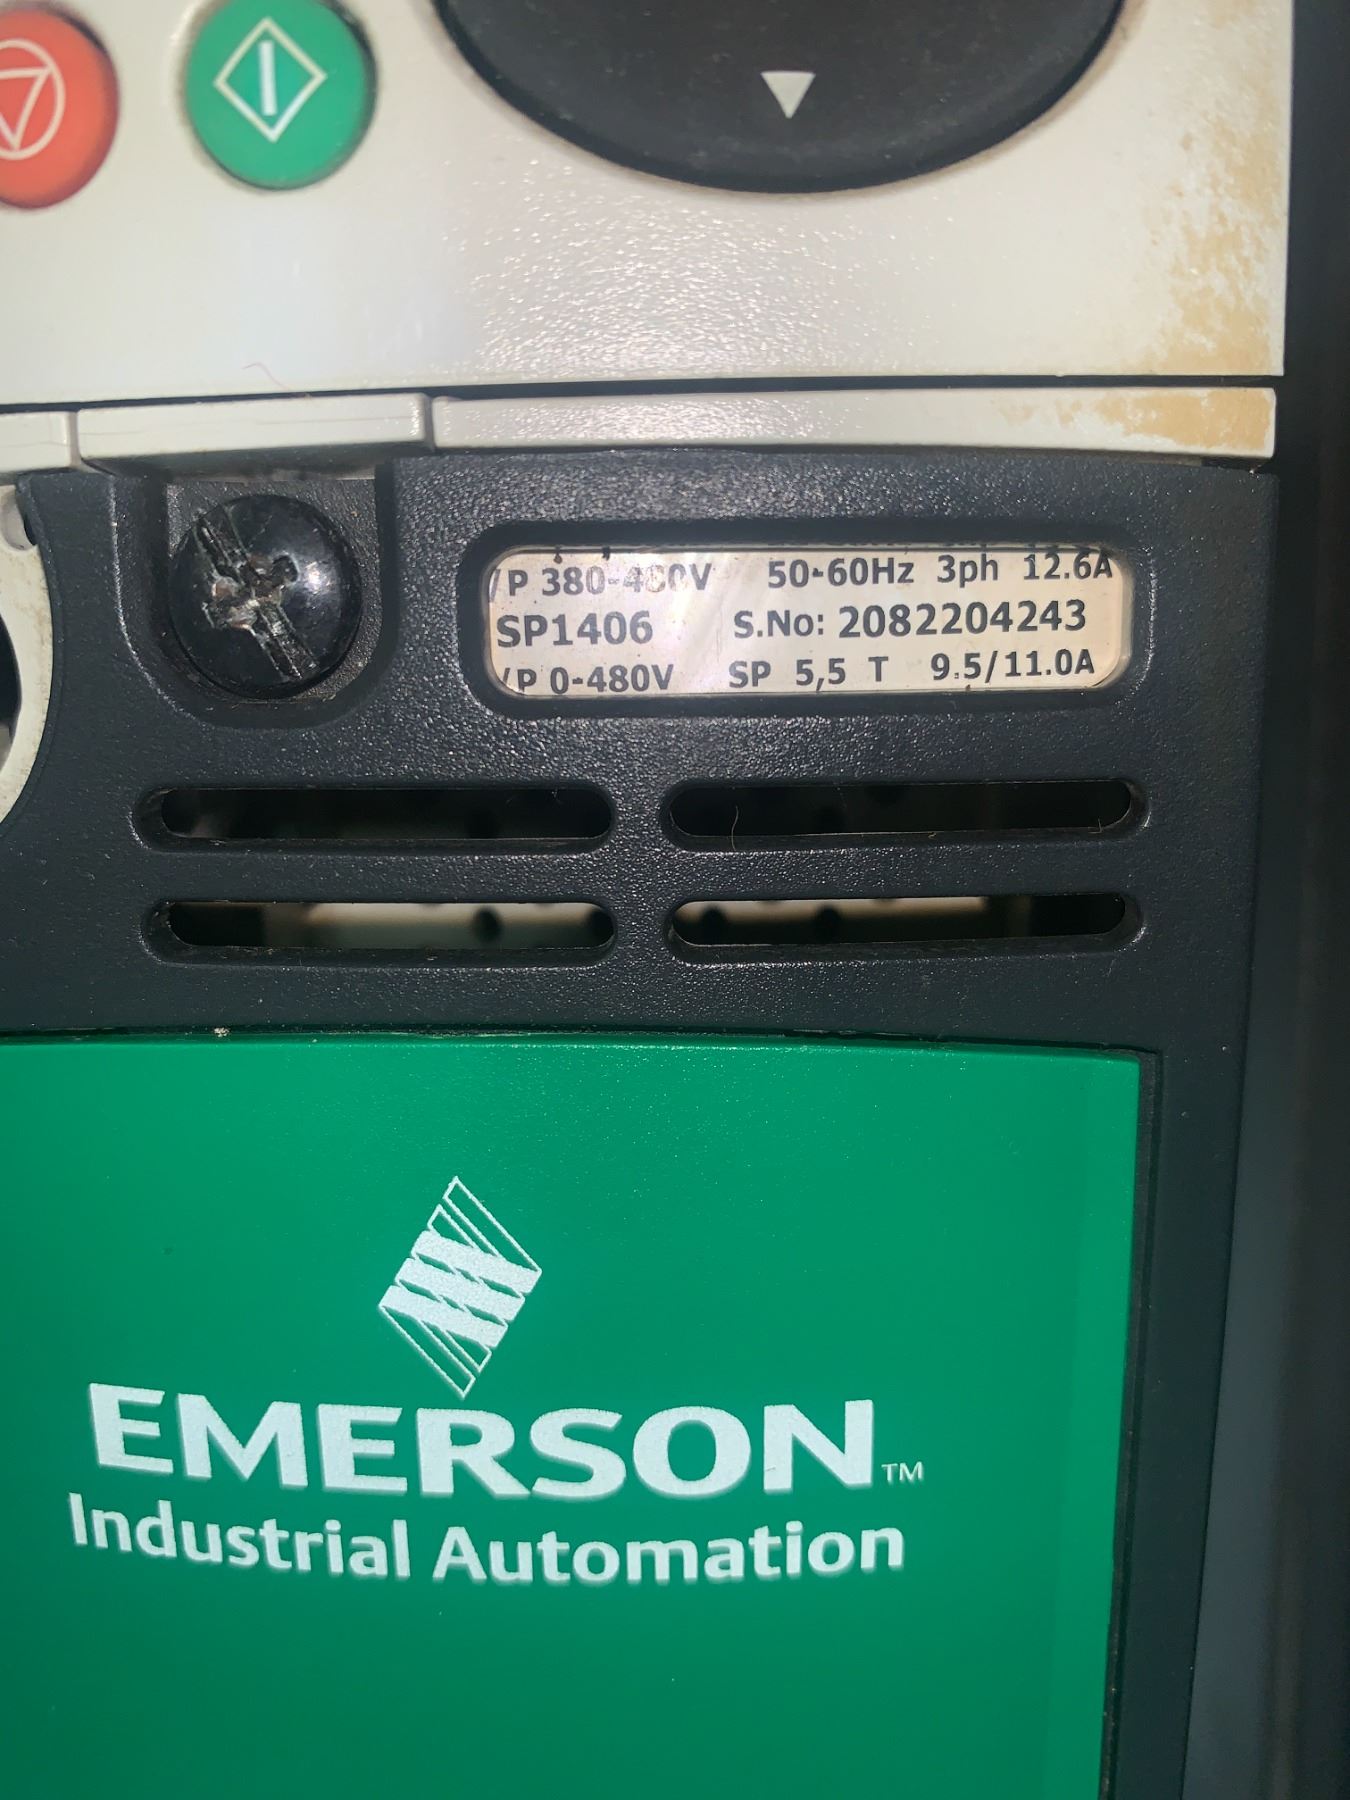 /P 380-480V 50-60Hz 3ph 12.6A
SP1406 S.No: 2082204243
/P 0-480V SP 5,5 T 9.5/11.0A
EMERSON™
Industrial Automation